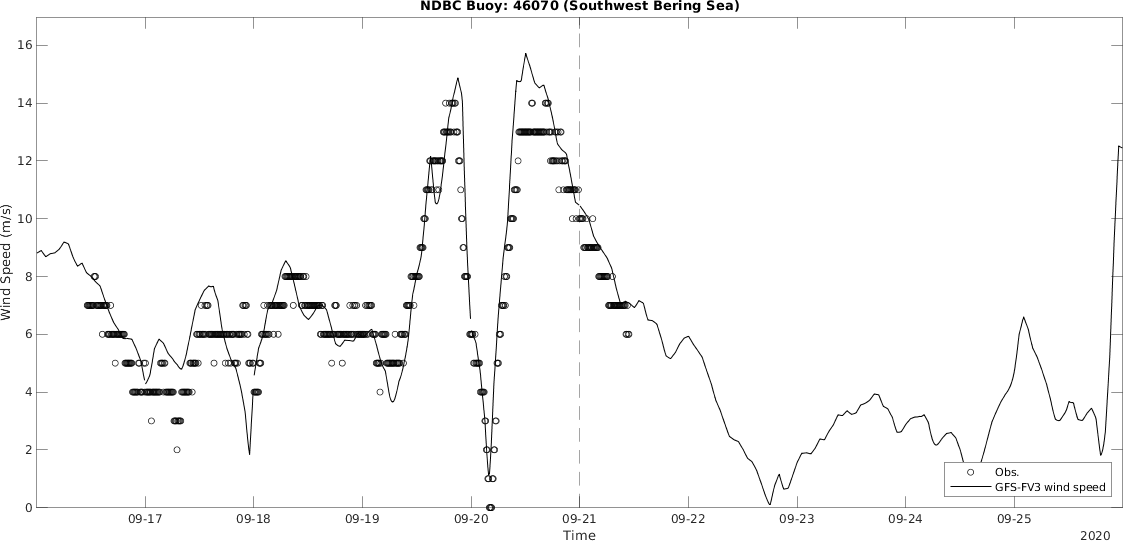 NDBC Buoy: 46070 (Southwest Bering Sea)
Wind Speed (m/s)
16
14
12
10
8
6
4
2
0
09-17 09-18 09-19 09-20 09-21 09-22 09-23 09-24 09-25
Time
2020
Obs.
GFS-FV3 wind speed